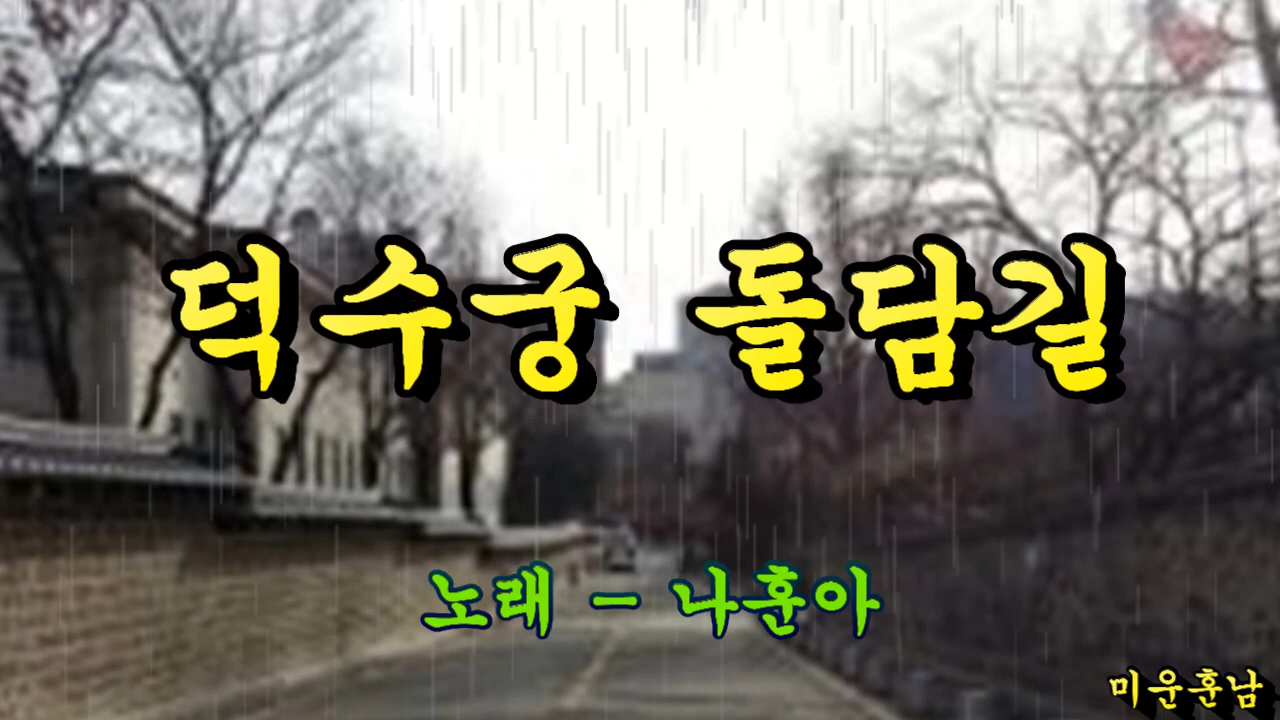 덕수궁 돌담길
노래 - 나훈아
미운훈남